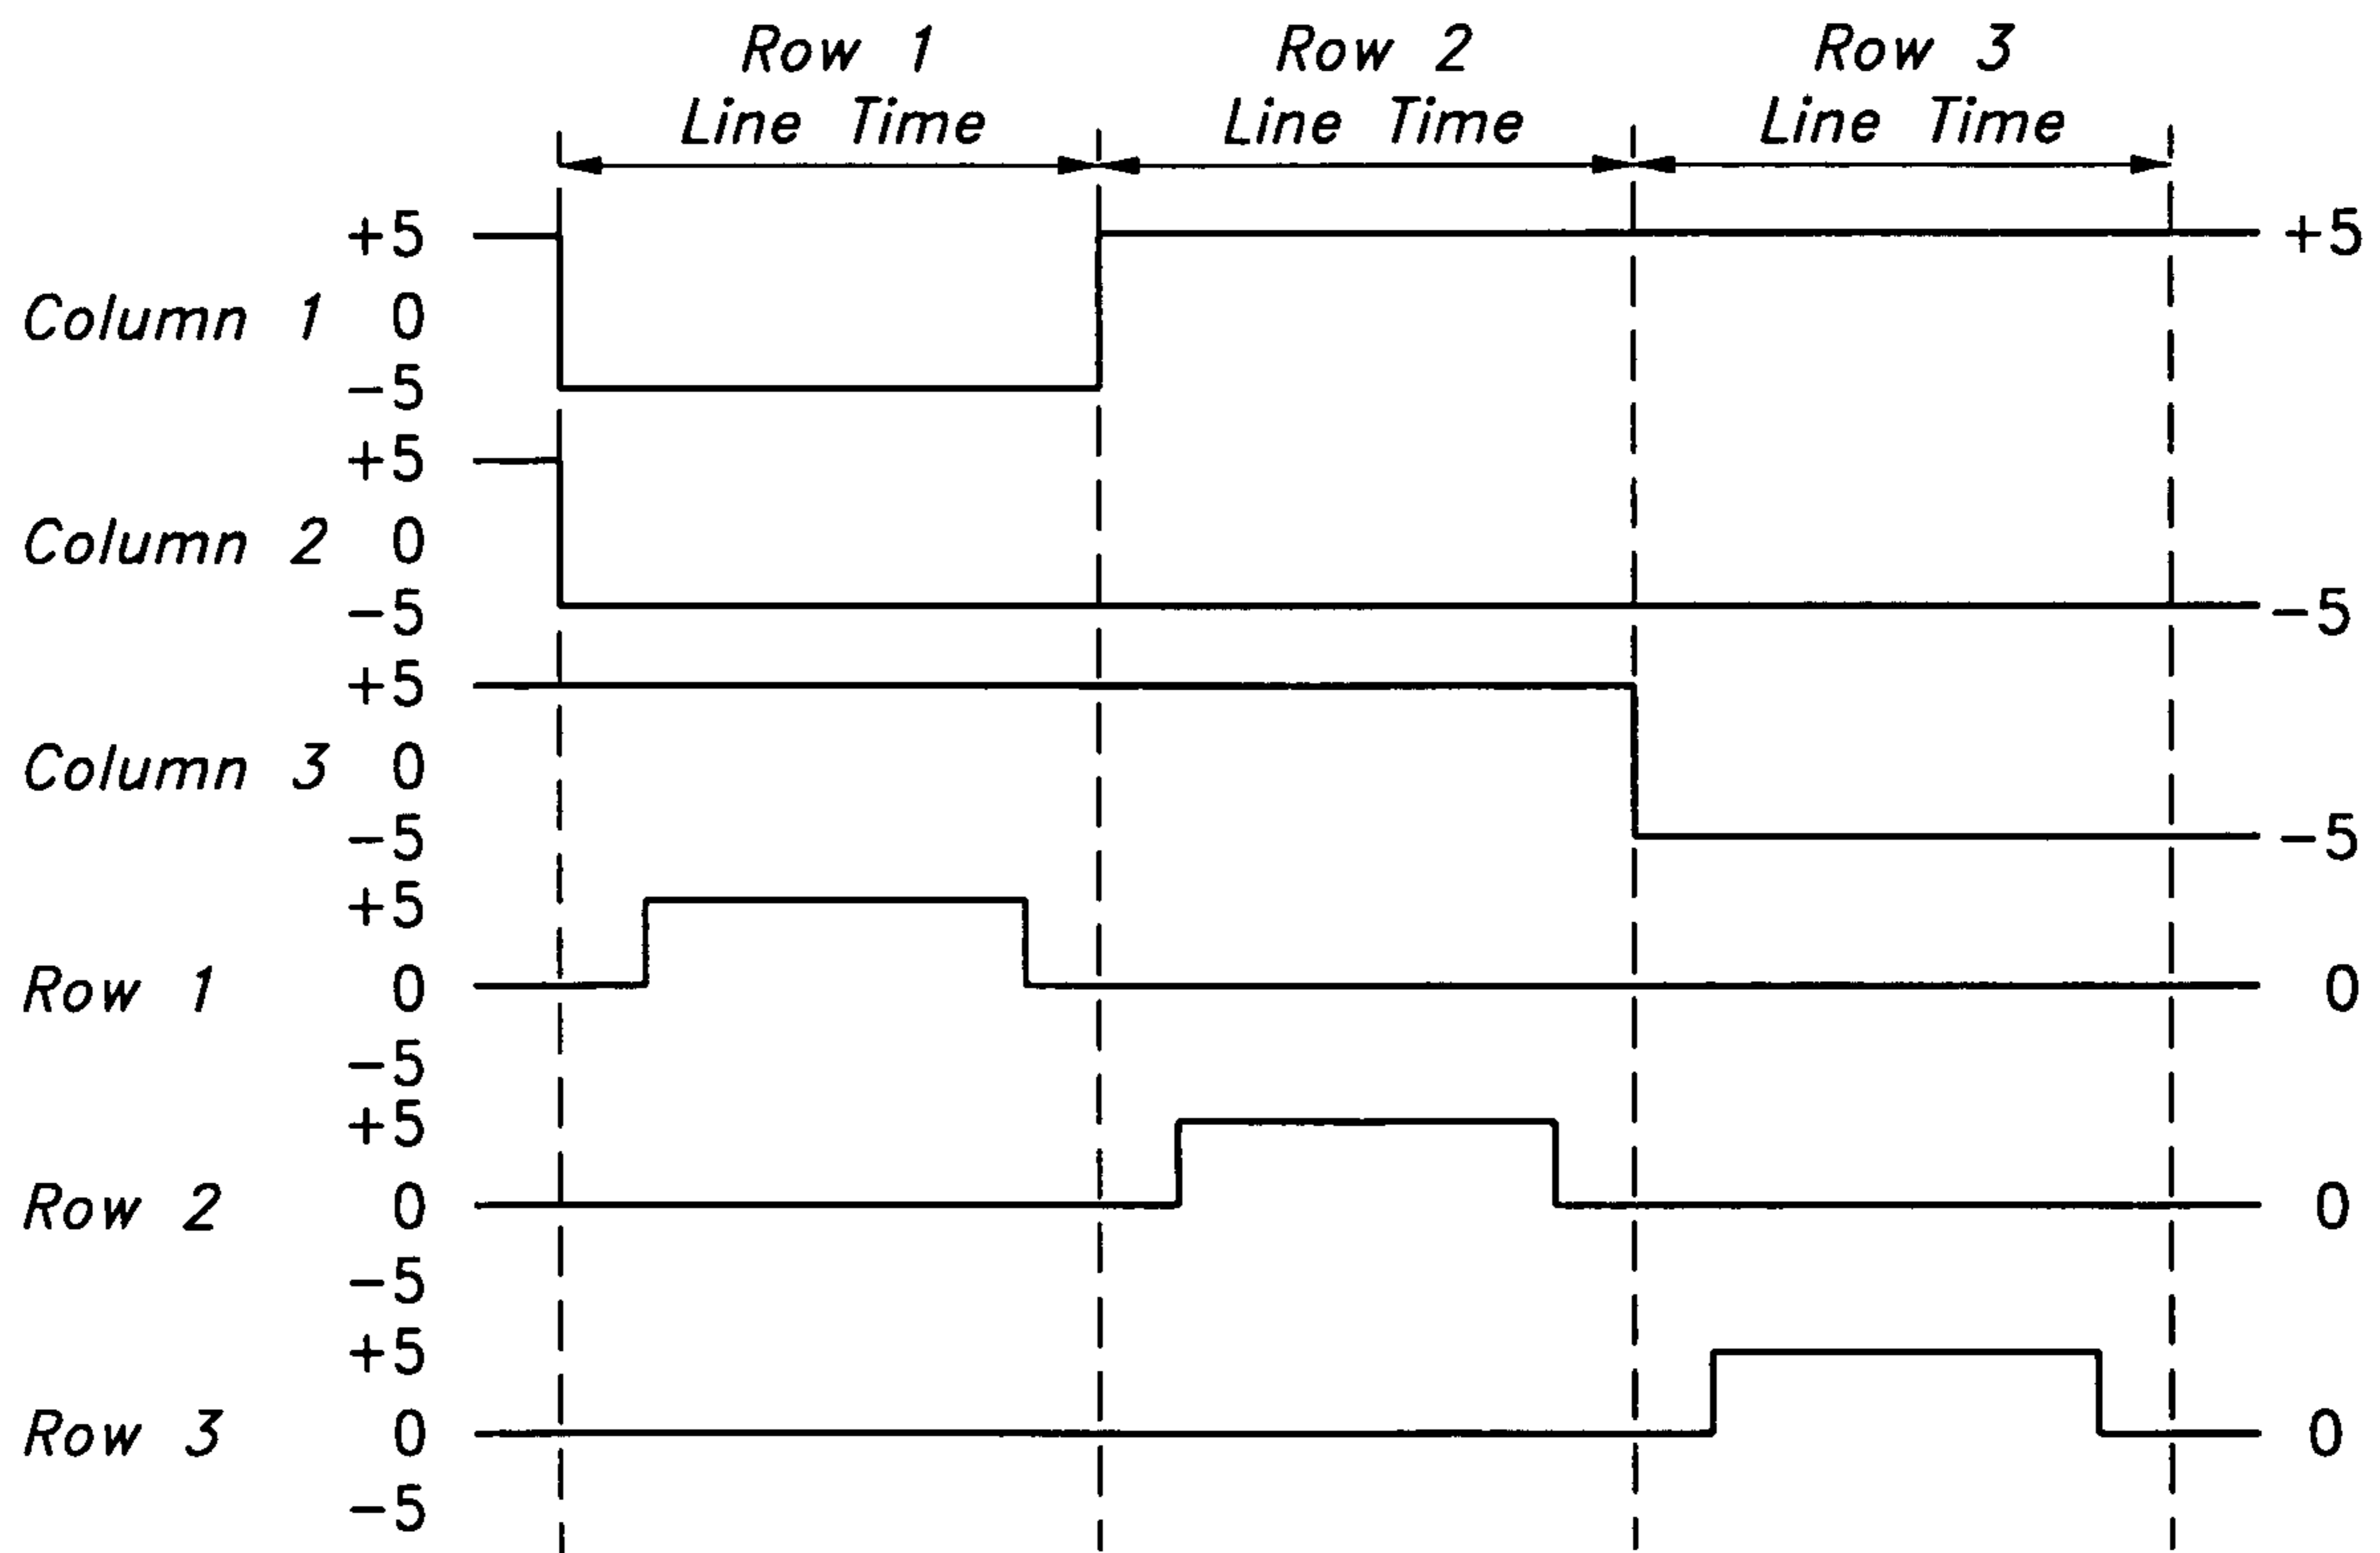 Row 1 Row 2 Row 3
Line Time Line Time Line Time
+5 +5
Column 1 0
-5
+5
Column 2 0
-5 -5
+5
Column 3 0
-5 -5
+5
Row 1 0 0
-5
+5
Row 2 0 0
-5
+5
Row 3 0 0
-5